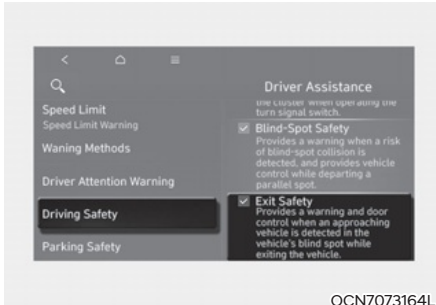 Driver Assistance
Speed Limit
Speed Limit Warning
Waning Methods
Driver Attention Warning
Driving Safety
Parking Safety
the cluster when operating the
turn signal switch.
Blind-Spot Safety
Provides a warning when a risk
of blind-spot collision is
detected, and provides vehicle
control while departing a
parallel spot.
Exit Safety
Provides a warning and door
control when an approaching
vehicle is detected in the
vehicle's blind spot while
exiting the vehicle.
OCN7073164L